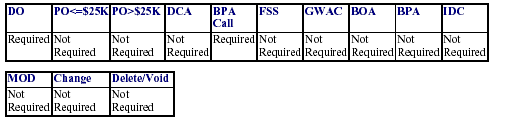 DO PO<=$25K PO>$25K DCA BPA Call FSS GWAC BOA BPA IDC
Required Not Required Not Required Not Required Required Not Required Not Required Not Required Not Required Not Required
MOD Change Delete/Void
Not Required Not Required Not Required